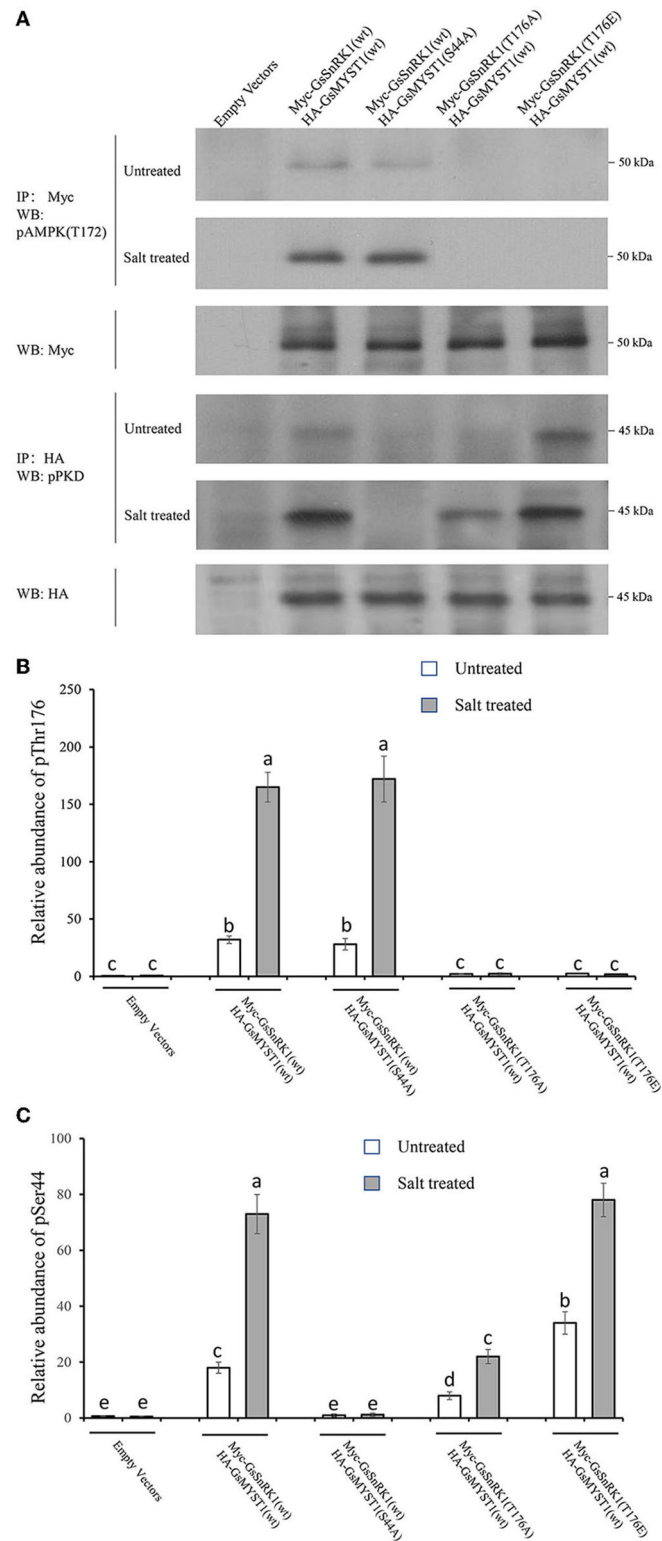 A
Empty Vectors
Myc-GsSnRK1(wt)
HA-GsMYST1(wt)
Myc-GsSnRK1(wt)
HA-GsMYST1(S44A)
Myc-GsSnRK1(T176A)
HA-GsMYST1(wt)
Myc-GsSnRK1(T176E)
HA-GsMYST1(wt)
IP: Myc
WB:
pAMPK(T172)
Untreated
50 kDa
Salt treated
50 kDa
WB: Myc
50 kDa
IP: HA
WB: pPKD
Untreated
45 kDa
Salt treated
45 kDa
WB: HA
45 kDa
B
Untreated
Salt treated
Relative abundance of pThr176
250
200
150
100
50
0
c c b a b a c c c c
Empty Vectors
Myc-GsSnRK1(wt)
HA-GsMYST1(wt)
Myc-GsSnRK1(wt)
HA-GsMYST1(S44A)
Myc-GsSnRK1(T176A)
HA-GsMYST1(wt)
Myc-GsSnRK1(T176E)
HA-GsMYST1(wt)
C
Untreated
Salt treated
Relative abundance of pSer44
100
80
60
40
20
0
e e c a e e d c b a
Empty Vectors
Myc-GsSnRK1(wt)
HA-GsMYST1(wt)
Myc-GsSnRK1(wt)
HA-GsMYST1(S44A)
Myc-GsSnRK1(T176A)
HA-GsMYST1(wt)
Myc-GsSnRK1(T176E)
HA-GsMYST1(wt)